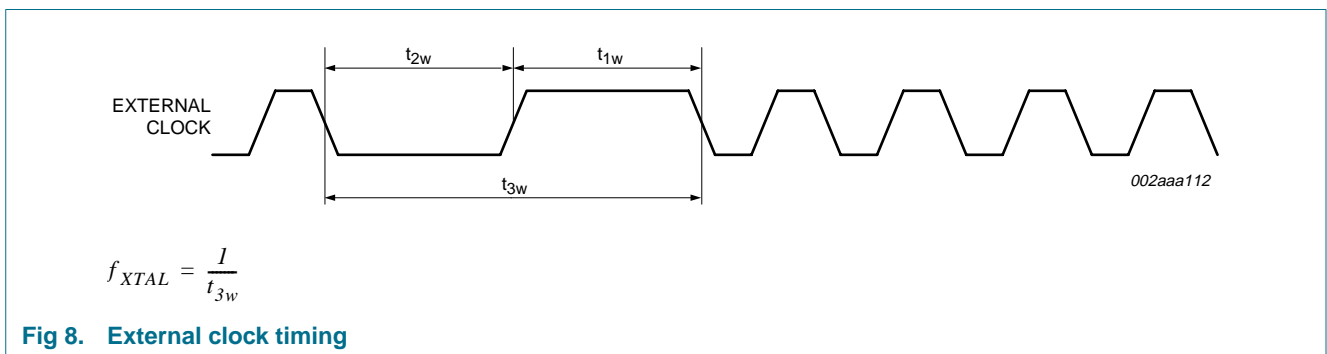 t2w
t1w
EXTERNAL
CLOCK
t3w
002aaa112
fXTAL = 1
t3w
Fig 8. External clock timing